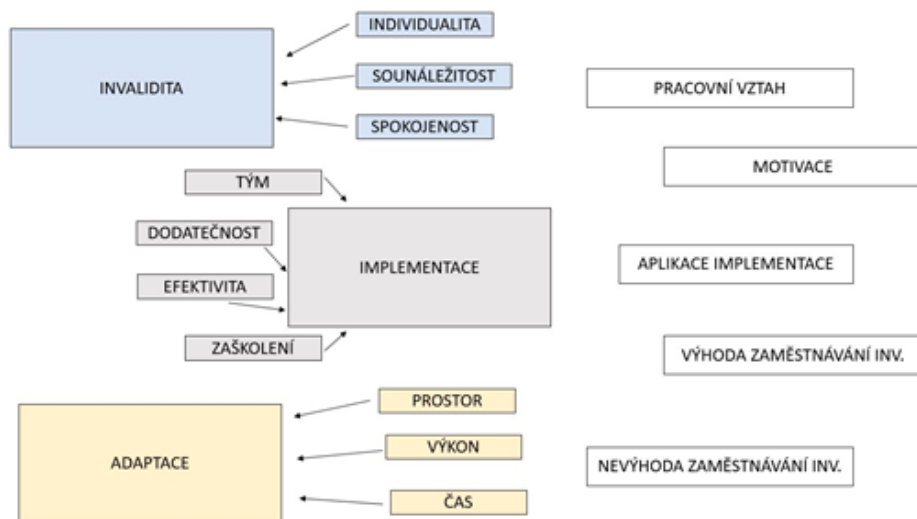 INDIVIDUALITA
INVALIDITA
SOUNÁLEŽITOST
SPOKOJENOST
PRACOVNÍ VZTAH
MOTIVACE
TÝM
DODATEČNOST
EFEKTIVITA
ZAŠKOLENÍ
IMPLEMENTACE
APLIKACE IMPLEMENTACE
VÝHODA ZAMĚSTNÁVÁNÍ INV.
ADAPTACE
PROSTOR
VÝKON
ČAS
NEVÝHODA ZAMĚSTNÁVÁNÍ INV.